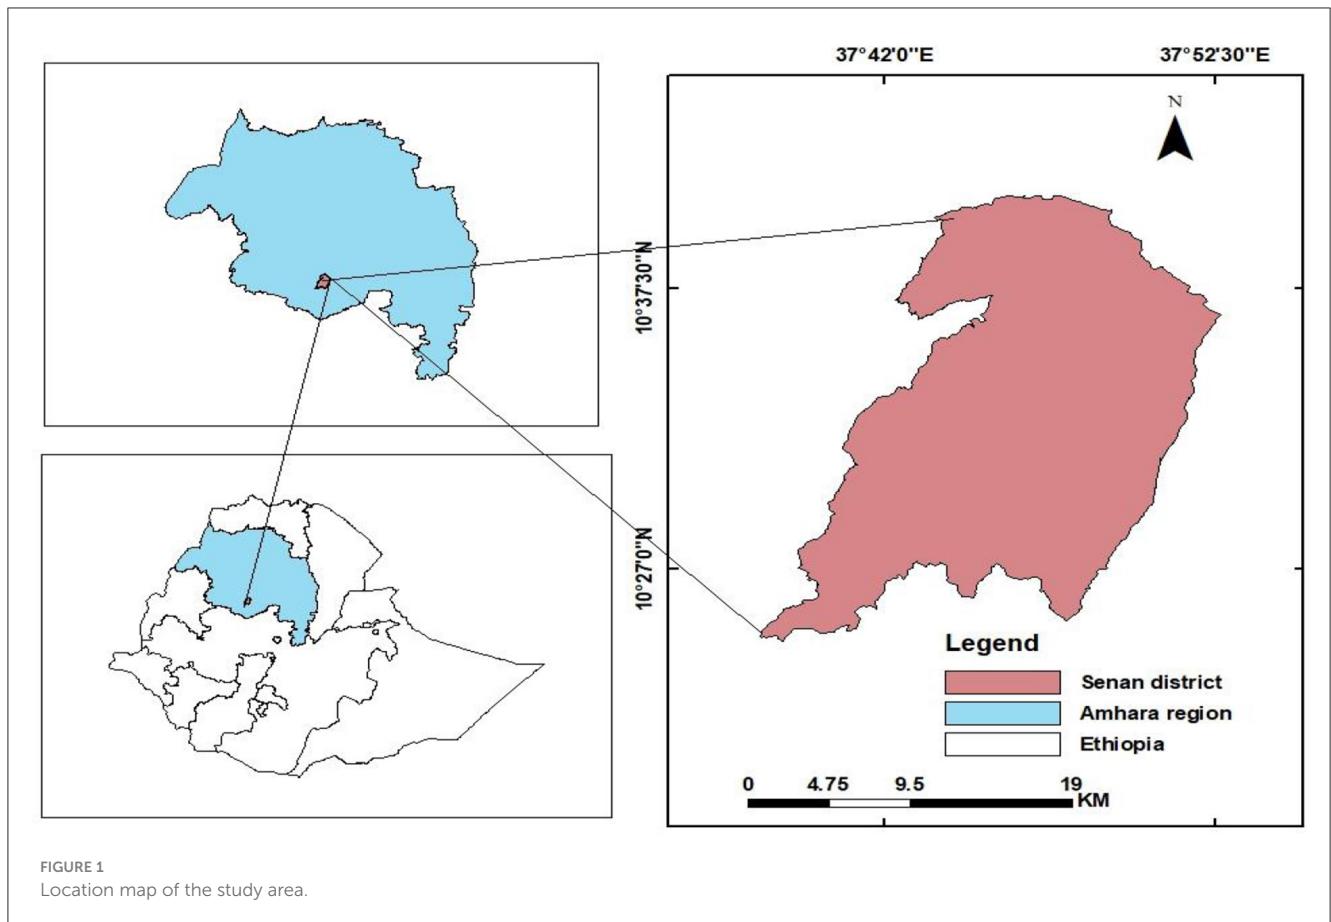 37°42'0"E
37°52'30"E
N
10°37'30"N
10°27'0"N
Legend
Senan district
Amhara region
Ethiopia
0 4.75 9.5 19
KM
FIGURE 1
Location map of the study area.